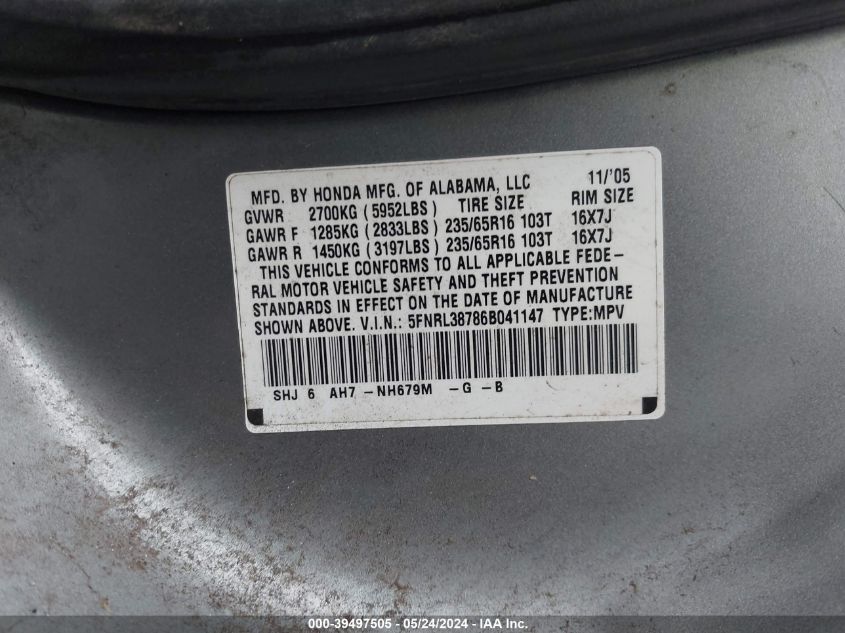 MFD. BY HONDA MFG. OF ALABAMA, LLC 11/'05
GVWR 2700KG (5952LBS) TIRE SIZE RIM SIZE
GAWR F 1285KG (2833LBS) 235/65R16 103T 16X7J
GAWR R 1450KG (3197LBS) 235/65R16 103T 16X7J
THIS VEHICLE CONFORMS TO ALL APPLICABLE FEDE-
RAL MOTOR VEHICLE SAFETY AND THEFT PREVENTION
STANDARDS IN EFFECT ON THE DATE OF MANUFACTURE
SHOWN ABOVE. V.I.N.: 5FNRL38786B041147 TYPE:MPV
SHJ 6 AH7 -NH679M -G -B
000-39497505 - 05/24/2024 - IAAI.com.